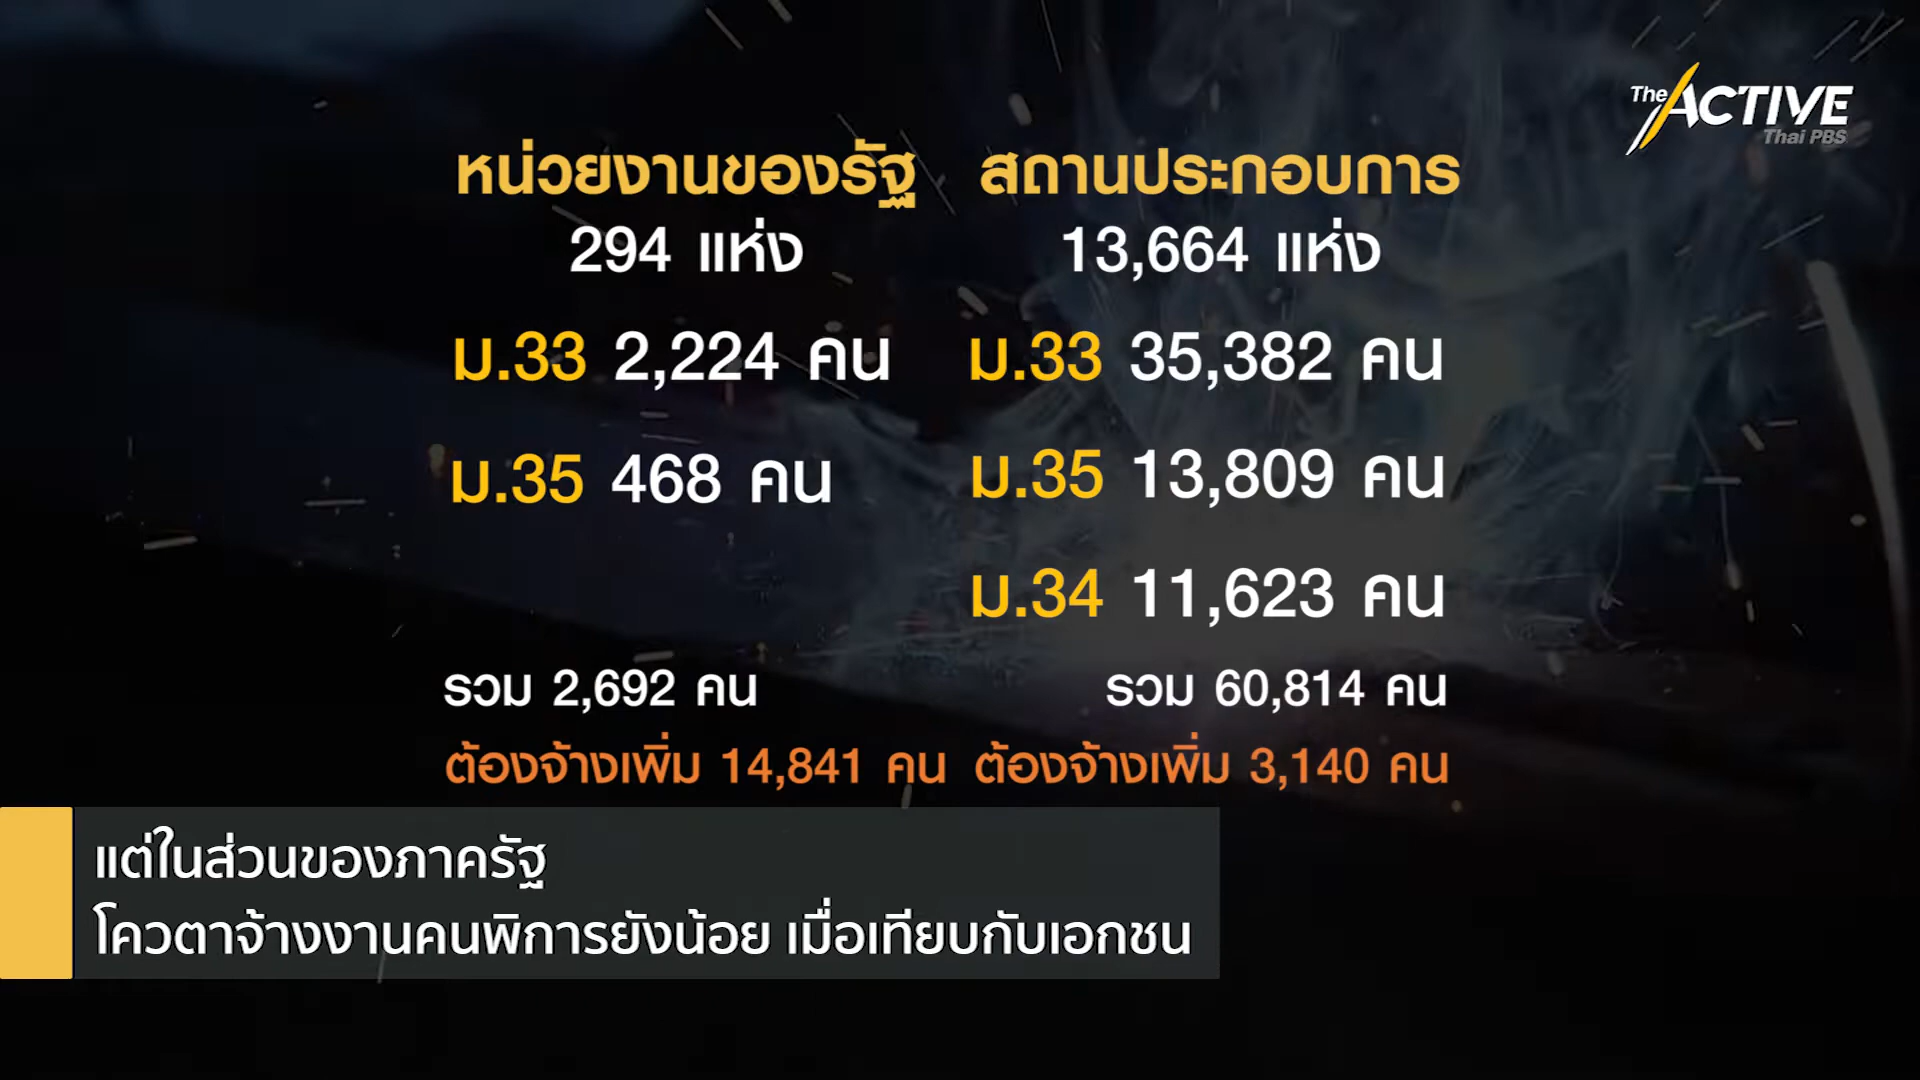 The ACTIVE
Thai PBS
หน่วยงานของรัฐ
294 แห่ง
ม.33 2,224 คน
ม.35 468 คน
รวม 2,692 คน
ต้องจ้างเพิ่ม 14,841 คน
สถานประกอบการ
13,664 แห่ง
ม.33 35,382 คน
ม.35 13,809 คน
ม.34 11,623 คน
รวม 60,814 คน
ต้องจ้างเพิ่ม 3,140 คน
แต่ในส่วนของภาครัฐ
โควตาจ้างงานคนพิการยังน้อย เมื่อเทียบกับเอกชน